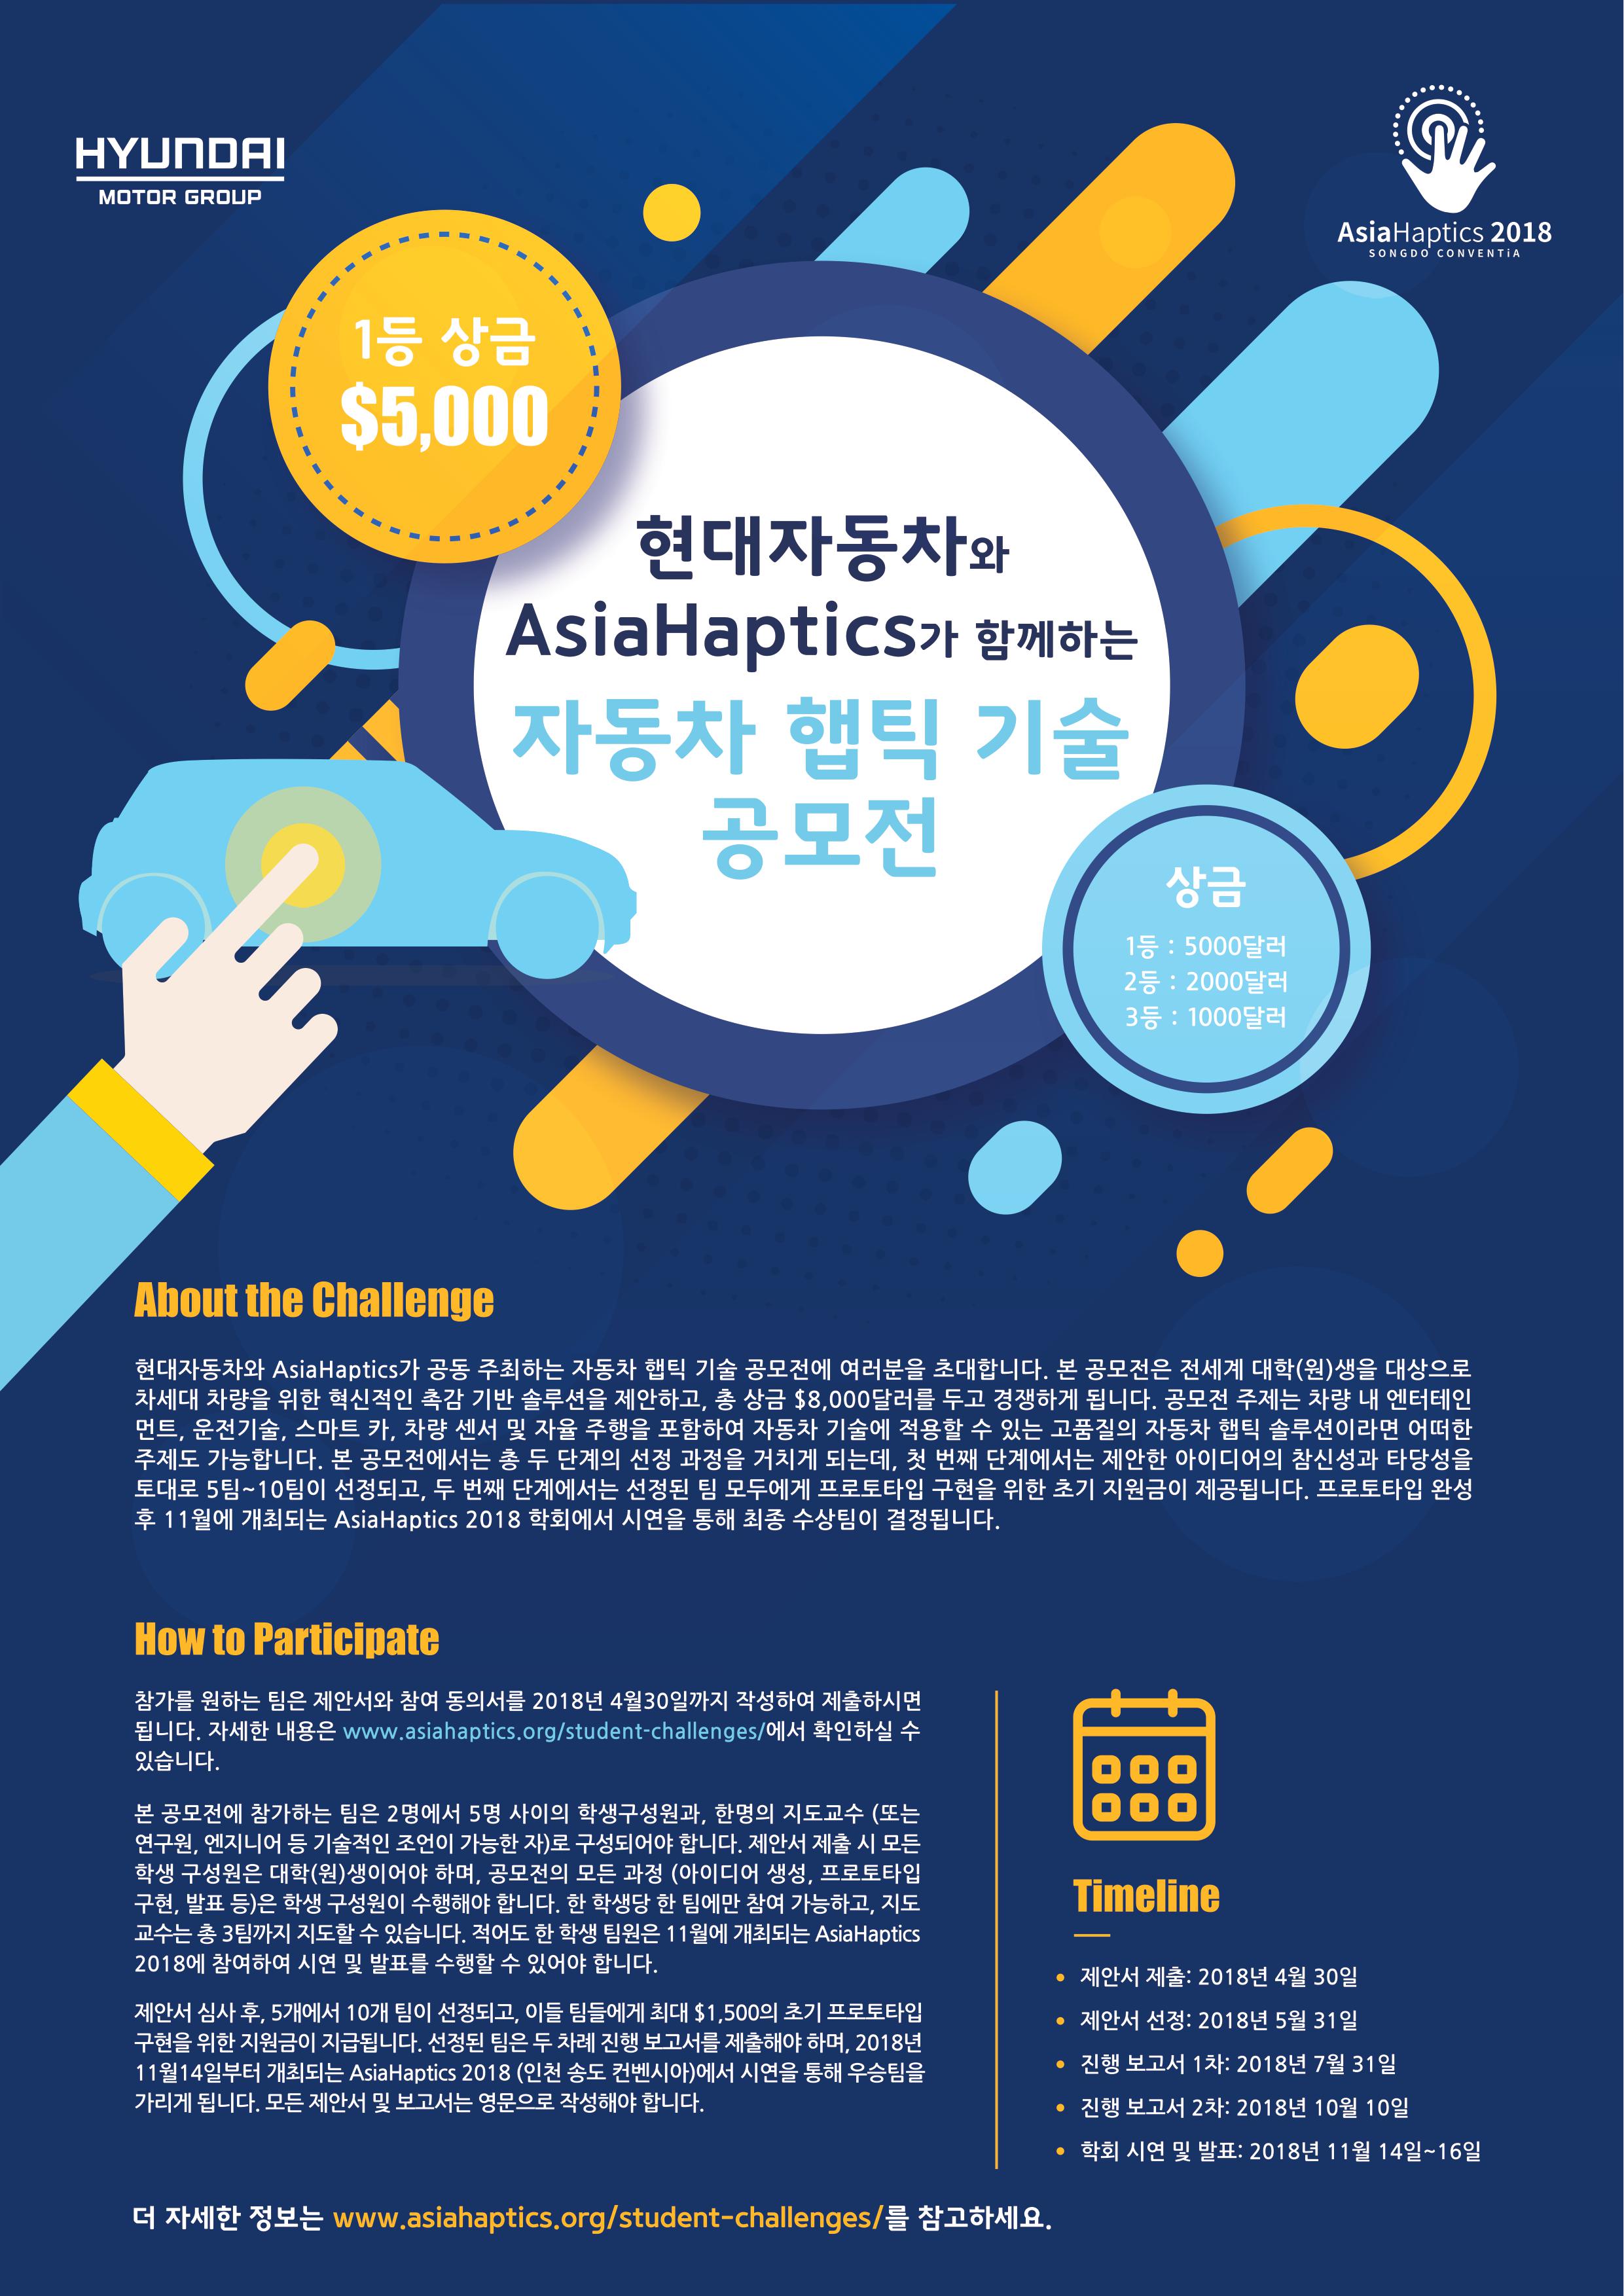 HYUNDAI
MOTOR GROUP
AsiaHaptics 2018
SONGDO CONVENTiA
1등 상금
$5,000
현대자동차와
AsiaHaptics가 함께하는
자동차 햅틱 기술
공모전
상금
1등 : 5000달러
2등 : 2000달러
3등 : 1000달러
About the Challenge
현대자동차와 AsiaHaptics가 공동 주최하는 자동차 햅틱 기술 공모전에 여러분을 초대합니다. 본 공모전은 전세계 대학(원)생을 대상으로
차세대 차량을 위한 혁신적인 촉감 기반 솔루션을 제안하고, 총 상금 $8,000달러를 두고 경쟁하게 됩니다. 공모전 주제는 차량 내 엔터테인
먼트, 운전기술, 스마트 카, 차량 센서 및 자율 주행을 포함하여 자동차 기술에 적용할 수 있는 고품질의 자동차 햅틱 솔루션이라면 어떠한
주제도 가능합니다. 본 공모전에서는 총 두 단계의 선정 과정을 거치게 되는데, 첫 번째 단계에서는 제안한 아이디어의 참신성과 타당성을
토대로 5팀~10팀이 선정되고, 두 번째 단계에서는 선정된 팀 모두에게 프로토타입 구현을 위한 초기 지원금이 제공됩니다. 프로토타입 완성
후 11월에 개최되는 AsiaHaptics 2018 학회에서 시연을 통해 최종 수상팀이 결정됩니다.
How to Participate
참가를 원하는 팀은 제안서와 참여 동의서를 2018년 4월30일까지 작성하여 제출하시면
됩니다. 자세한 내용은 www.asiahaptics.org/student-challenges/에서 확인하실 수
있습니다.
본 공모전에 참가하는 팀은 2명에서 5명 사이의 학생구성원과, 한명의 지도교수 (또는
연구원, 엔지니어 등 기술적인 조언이 가능한 자)로 구성되어야 합니다. 제안서 제출 시 모든
학생 구성원은 대학(원)생이어야 하며, 공모전의 모든 과정 (아이디어 생성, 프로토타입
구현, 발표 등)은 학생 구성원이 수행해야 합니다. 한 학생당 한 팀에만 참여 가능하고, 지도
교수는 총 3팀까지 지도할 수 있습니다. 적어도 한 학생 팀원은 11월에 개최되는 AsiaHaptics
2018에 참여하여 시연 및 발표를 수행할 수 있어야 합니다.
제안서 심사 후, 5개에서 10개 팀이 선정되고, 이들 팀들에게 최대 $1,500의 초기 프로토타입
구현을 위한 지원금이 지급됩니다. 선정된 팀은 두 차례 진행 보고서를 제출해야 하며, 2018년
11월14일부터 개최되는 AsiaHaptics 2018 (인천 송도 컨벤시아)에서 시연을 통해 우승팀을
가리게 됩니다. 모든 제안서 및 보고서는 영문으로 작성해야 합니다.
Timeline
• 제안서 제출: 2018년 4월 30일
• 제안서 선정: 2018년 5월 31일
• 진행 보고서 1차: 2018년 7월 31일
• 진행 보고서 2차: 2018년 10월 10일
• 학회 시연 및 발표: 2018년 11월 14일~16일
더 자세한 정보는 www.asiahaptics.org/student-challenges/를 참고하세요.